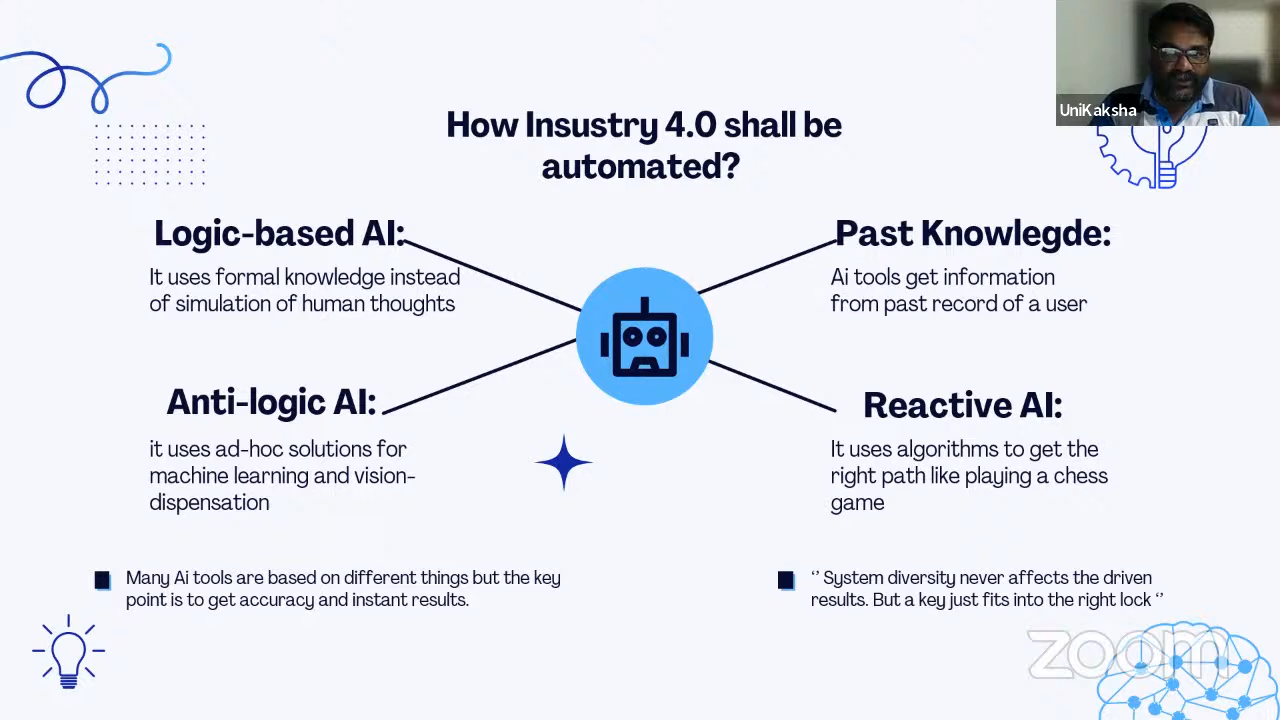 UniKaksha
How Insustry 4.0 shall be
automated?
Logic-based AI:
It uses formal knowledge instead
of simulation of human thoughts
Past Knowlegde:
Ai tools get information
from past record of a user
Anti-logic AI:
it uses ad-hoc solutions for
machine learning and vision-
dispensation
Reactive AI:
It uses algorithms to get the
right path like playing a chess
game
Many Ai tools are based on different things but the key
point is to get accuracy and instant results.
‘’ System diversity never affects the driven
results. But a key just fits into the right lock ‘’
zoom